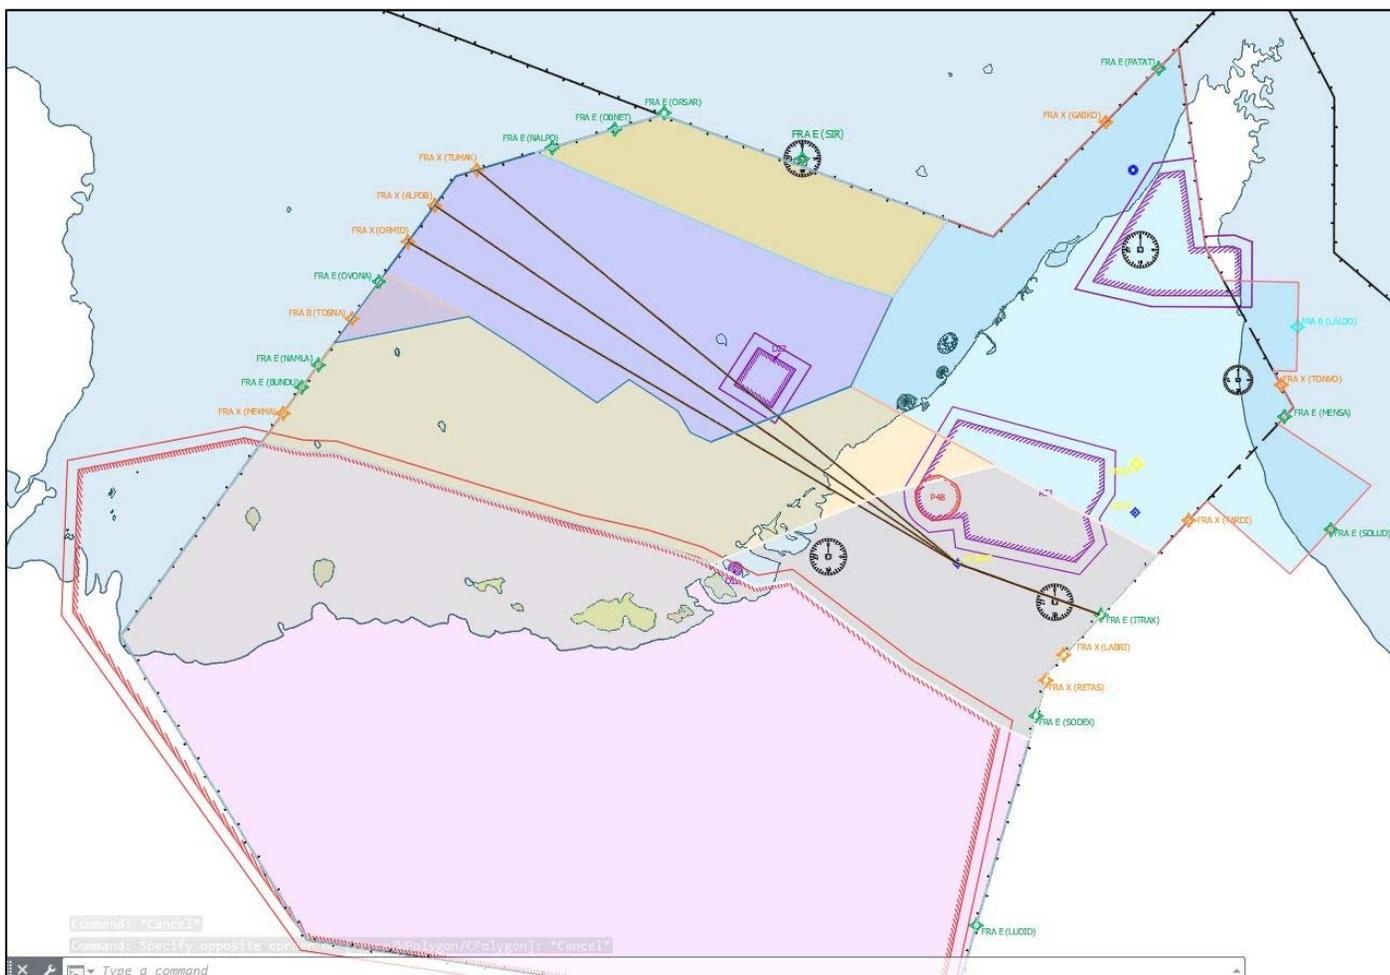 FRA E (PATAT)
FRA E (ORSAR)
FRA E (OBNET)
FRA X (GABKO)
FRA E (NALPO)
FRA E (SIR)
FRA X (TUMAK)
FRA X (ALPOB)
FRA X (ORMID)
FRA E (OVONA)
FRA B (TOSNA)
FRA B (LALDO)
FRA E (NAMLA)
FRA E (BUNDU)
FRA X (TONVO)
FRA X (MEKMA)
FRA E (MENSA)
P48
FRA X (TARDI)
FRA E (SOLUD)
FRA E (ITRAX)
FRA X (LABRI)
FRA X (RETAS)
FRA E (SODEX)
FRA E (LUDID)
Command: *Cancel*
Type a command